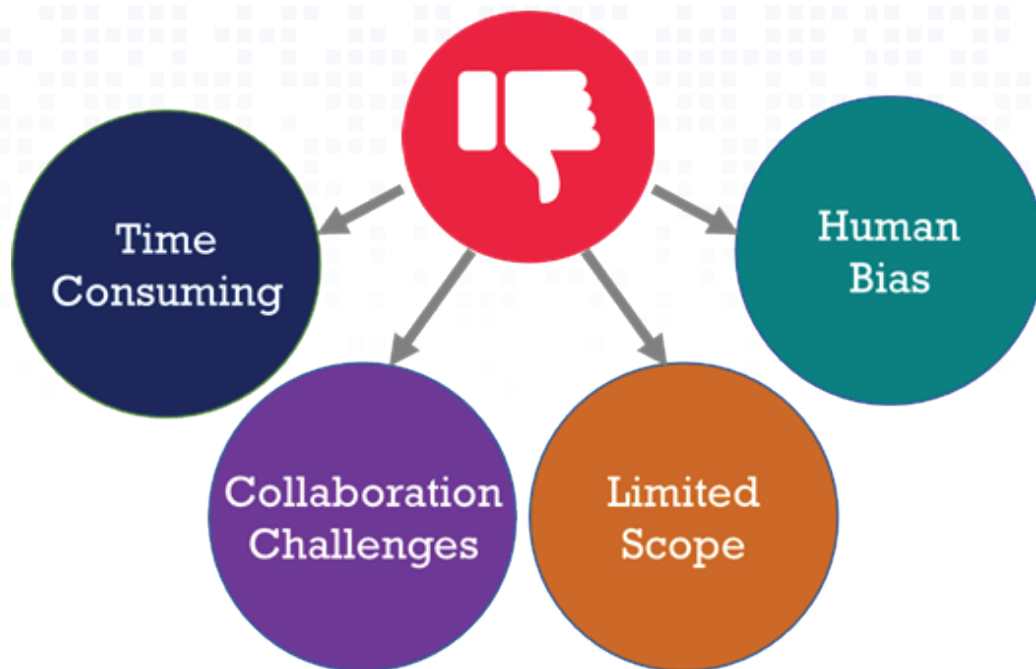 Time
Consuming
Collaboration
Challenges
Limited
Scope
Human
Bias